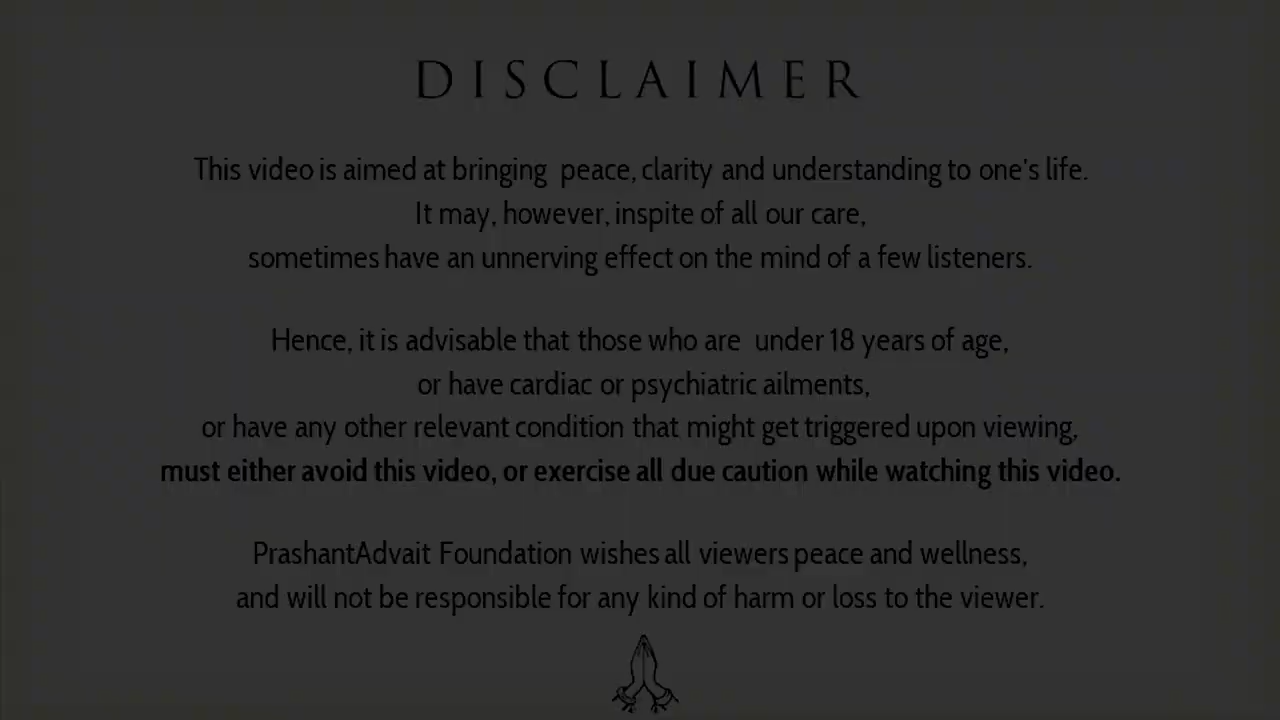 DISCLAIMER
This video is aimed at bringing peace, clarity and understanding to one's life.
It may, however, inspite of all our care,
sometimes have an unnerving effect on the mind of a few listeners.
Hence, it is advisable that those who are under 18 years of age,
or have cardiac or psychiatric ailments,
or have any other relevant condition that might get triggered upon viewing,
must either avoid this video, or exercise all due caution while watching this video.
PrashantAdvait Foundation wishes all viewers peace and wellness,
and will not be responsible for any kind of harm or loss to the viewer.